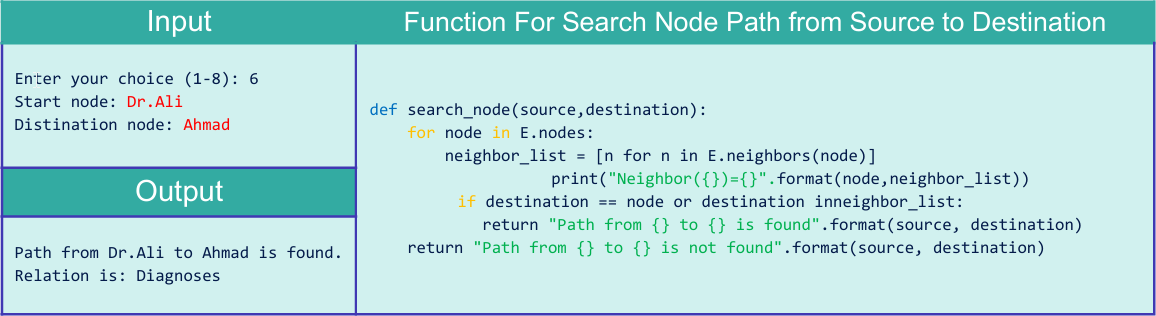 Input
Enter your choice (1-8): 6
Start node: Dr.Ali
Distination node: Ahmad
Output
Path from Dr.Ali to Ahmad is found.
Relation is: Diagnoses
Function For Search Node Path from Source to Destination
def search_node(source,destination):
for node in E.nodes:
neighbor_list = [n for n in E.neighbors(node)]
print("Neighbor({})={}".format(node,neighbor_list))
if destination == node or destination inneighbor_list:
return "Path from {} to {} is found".format(source, destination)
return "Path from {} to {} is not found".format(source, destination)